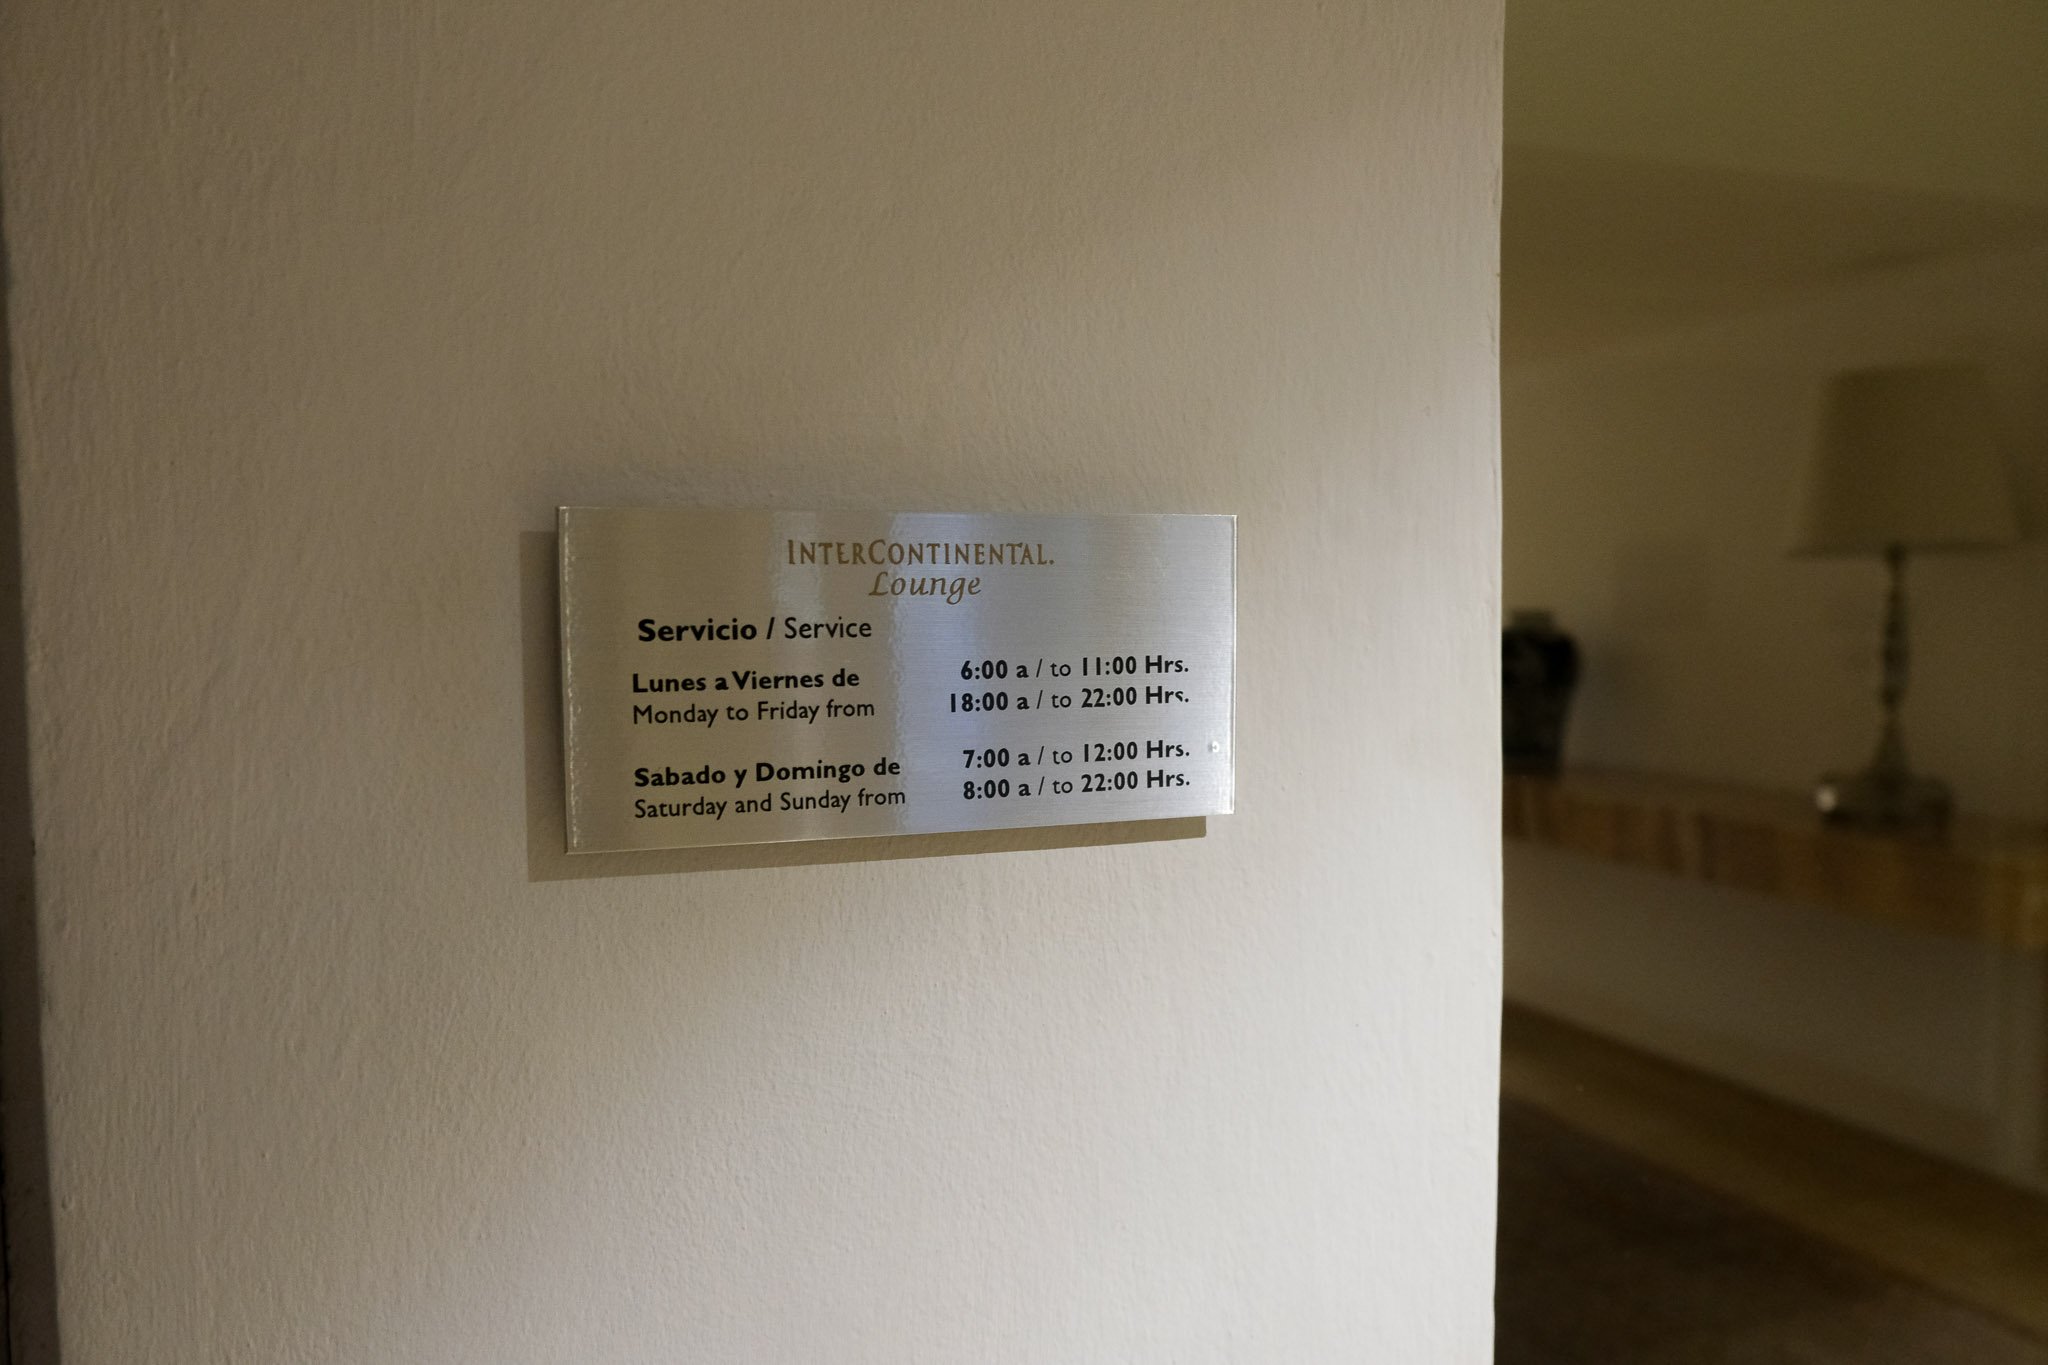 INTERCONTINENTAL.
Lounge
Servicio / Service
Lunes a Viernes de 6:00 a / to 11:00 Hrs.
Monday to Friday from 18:00 a / to 22:00 Hrs.
Sabado y Domingo de 7:00 a / to 12:00 Hrs.
Saturday and Sunday from 8:00 a / to 22:00 Hrs.